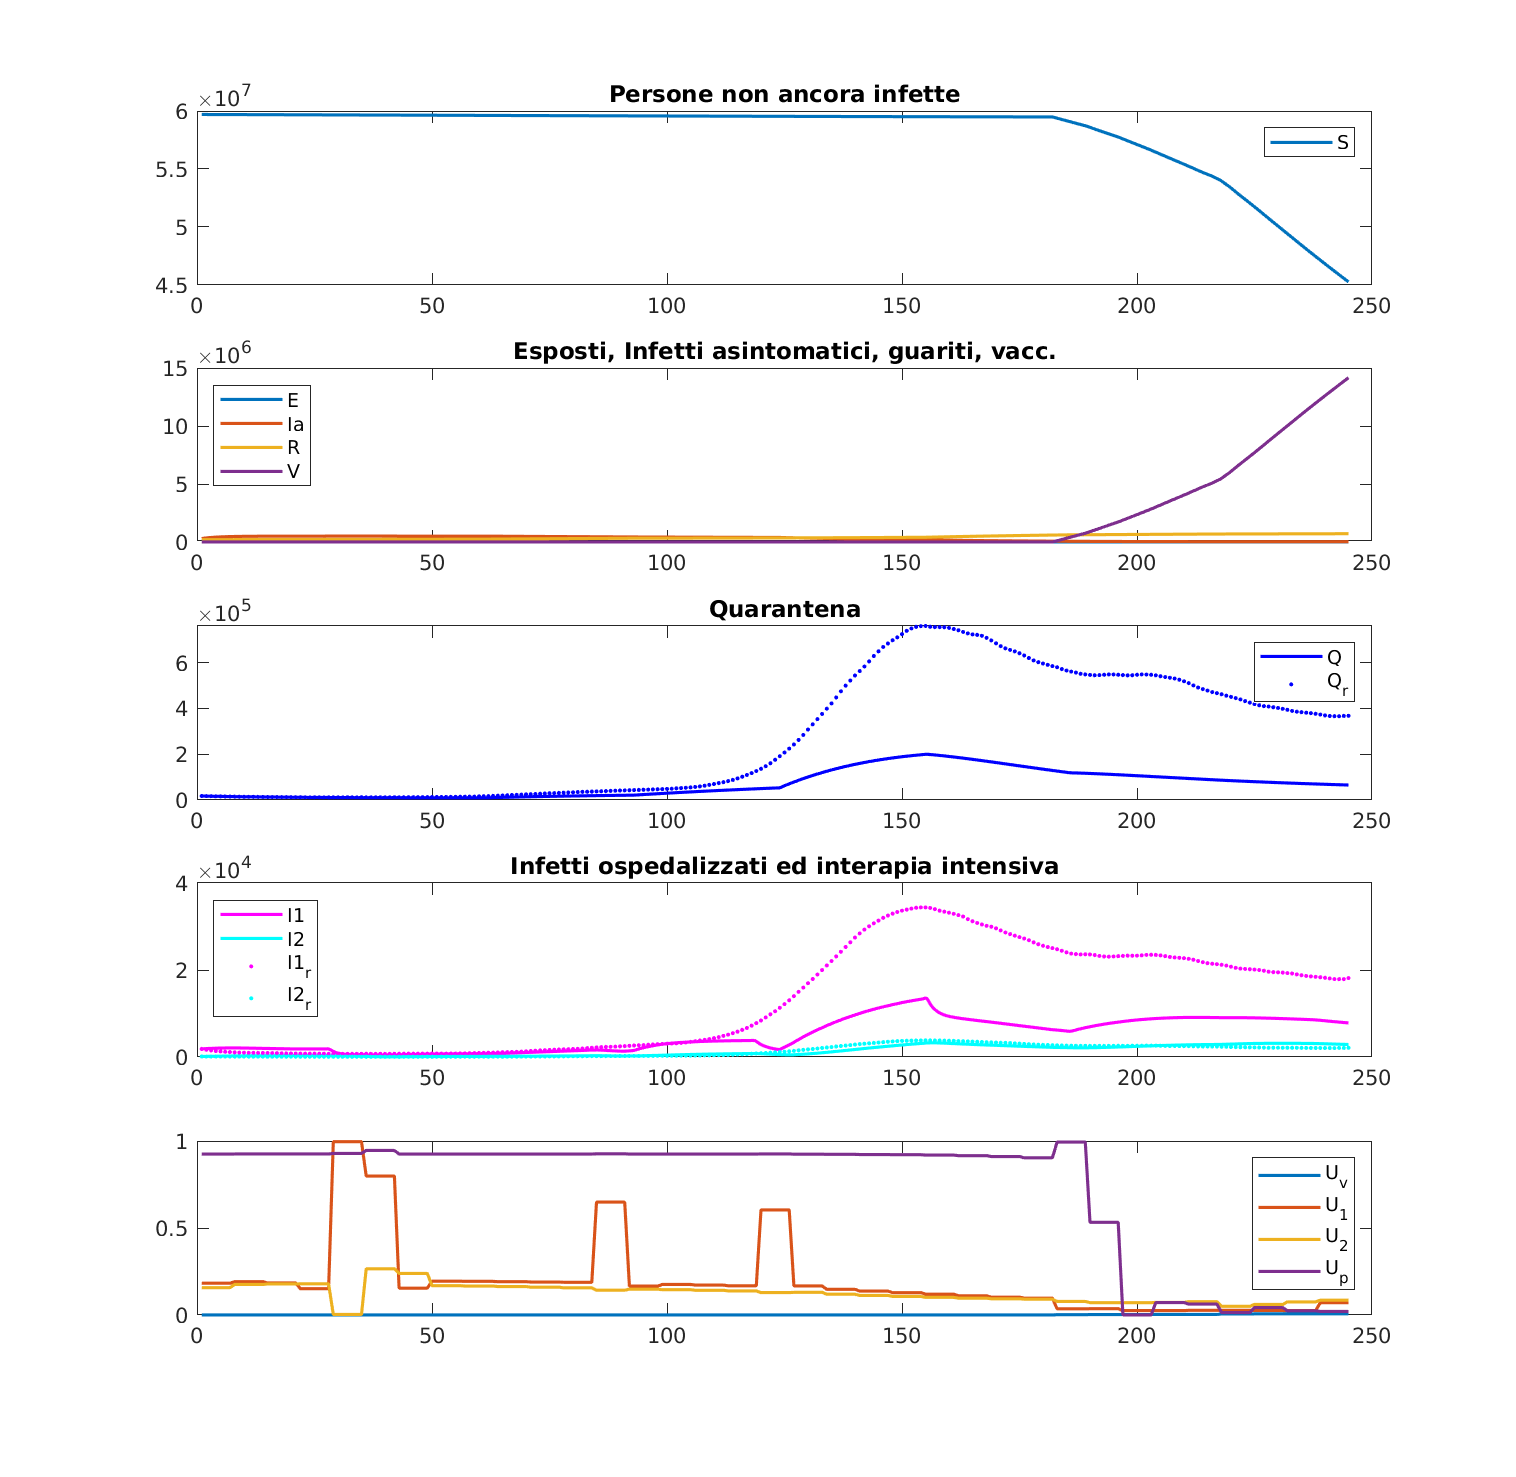 Persone non ancora infette
×10^7
6
5.5
5
4.5
0 50 100 150 200 250
S
Esposti, Infetti asintomatici, guariti, vacc.
×10^6
15
10
5
0
0 50 100 150 200 250
E
Ia
R
V
Quarantena
×10^5
6
4
2
0
0 50 100 150 200 250
Q
Q_r
Infetti ospedalizzati ed interapia intensiva
×10^4
4
2
0
0 50 100 150 200 250
I1
I2
I1_r
I2_r
1
0.5
0
0 50 100 150 200 250
U_v
U_1
U_2
U_p